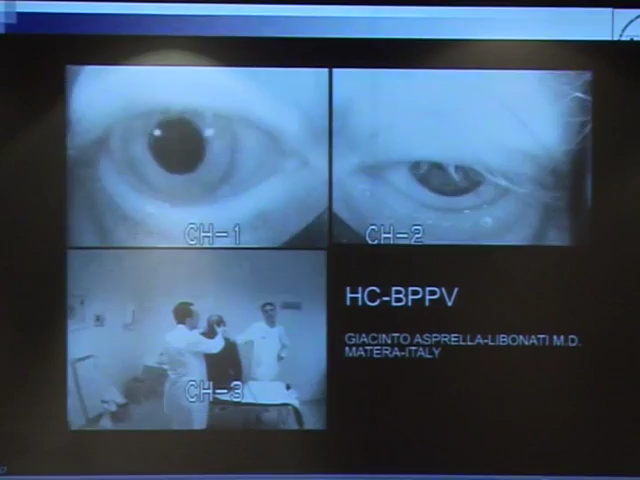 CH-1
CH-2
CH-3
HC-BPPV
GIACINTO ASPRELLA-LIBONATI M.D.
MATERA-ITALY